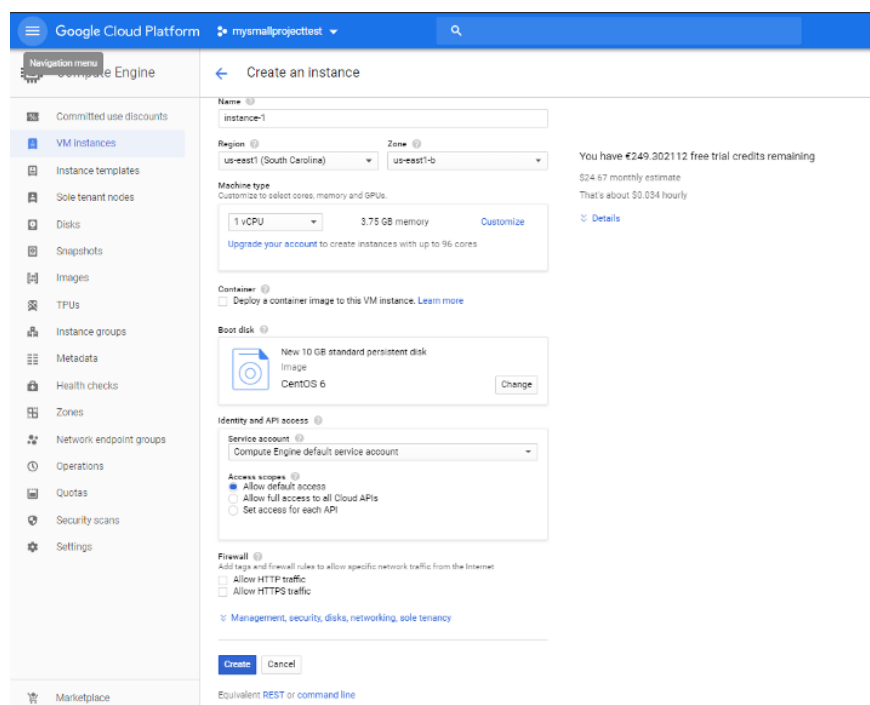 Google Cloud Platform
mysmallprojecttest
Navigation menu
Compute Engine
Create an instance
Committed use discounts
VM instances
Instance templates
Sole tenant nodes
Disks
Snapshots
Images
TPUs
Instance groups
Metadata
Health checks
Zones
Network endpoint groups
Operations
Quotas
Security scans
Settings
Marketplace
Name
instance-1
Region Zone
us-east1 (South Carolina) us-east1-b
Machine type
Customize to select cores, memory and GPUs.
1 vCPU 3.75 GB memory Customize
Upgrade your account to create instances with up to 96 cores
Container
Deploy a container image to this VM instance. Learn more
Boot disk
New 10 GB standard persistent disk
Image
CentOS 6
Change
Identity and API access
Service account
Compute Engine default service account
Access scopes
Allow default access
Allow full access to all Cloud APIs
Set access for each API
Firewall
Add tags and firewall rules to allow specific network traffic from the Internet
Allow HTTP traffic
Allow HTTPS traffic
Management, security, disks, networking, sole tenancy
Create Cancel
Equivalent REST or command line
You have €249.302112 free trial credits remaining
$24.67 monthly estimate
That's about $0.034 hourly
Details